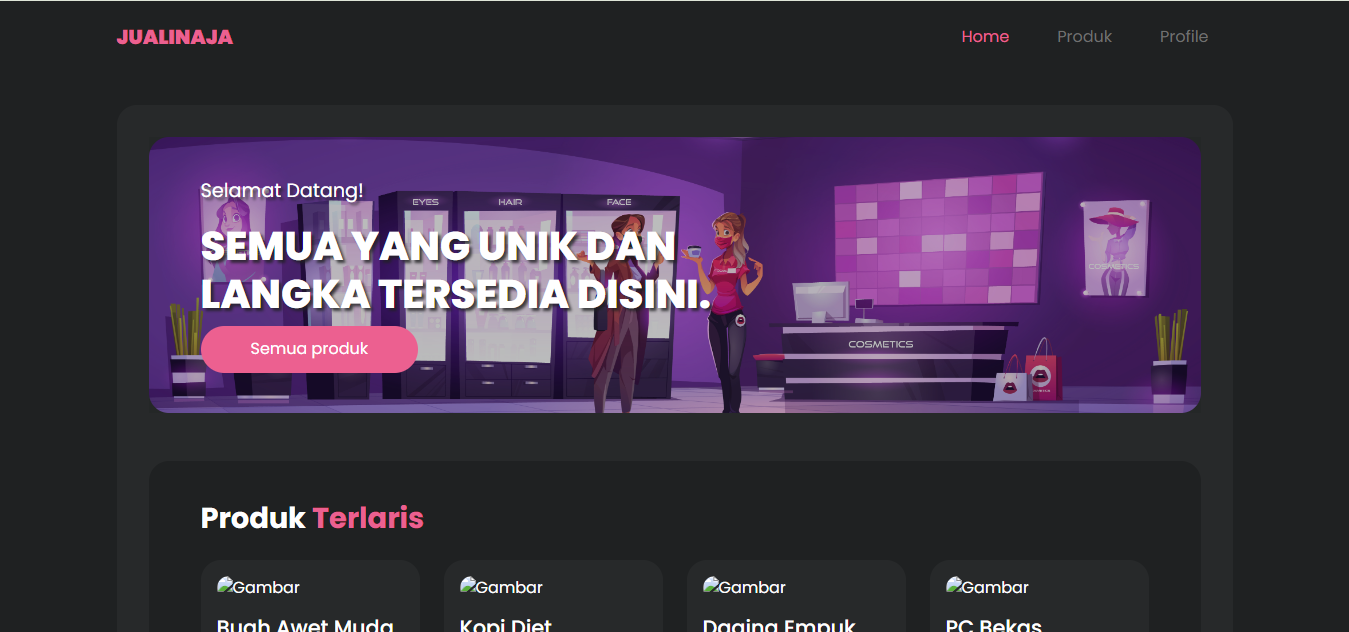 JUALINAJA
Home Produk Profile
Selamat Datang!
EYES HAIR FACE
SEMUA YANG UNIK DAN
LANGKA TERSEDIA DISINI.
COSMETICS
COSMETICS
Semua produk
Produk Terlaris
Gambar Gambar Gambar Gambar
Buah Awet Muda Kopi Diet Daging Empuk PC Bekas